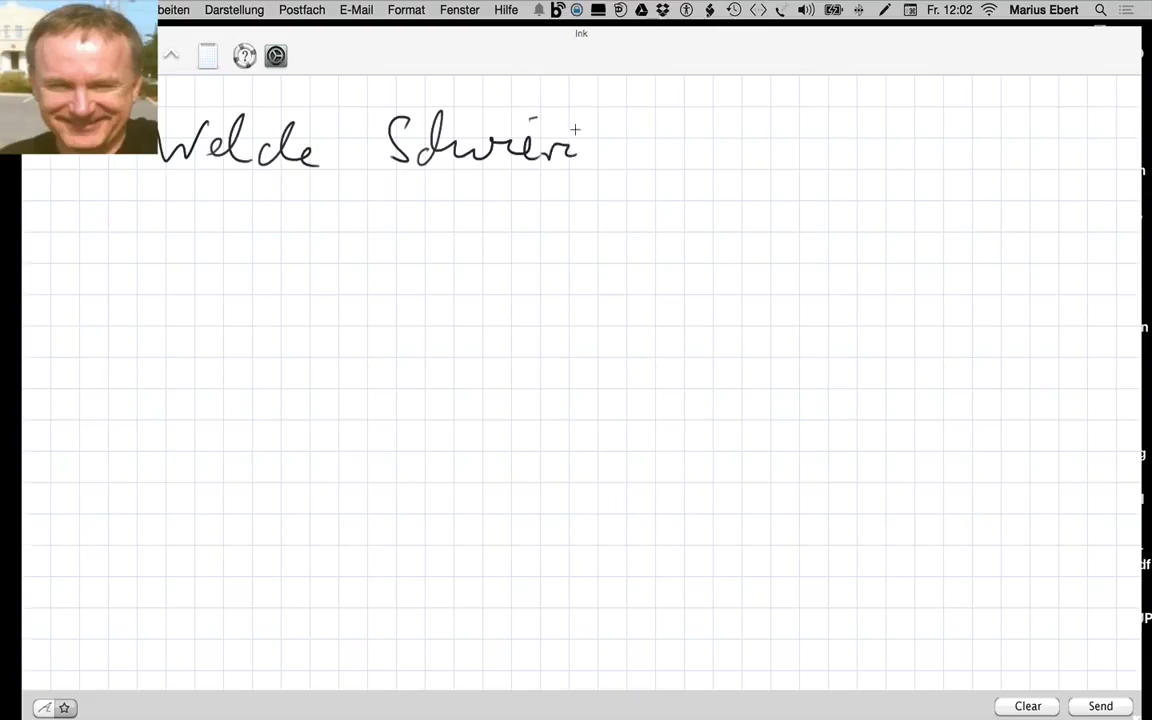 beiten Darstellung Postfach E-Mail Format Fenster Hilfe Fr. 12:02 Marius Ebert
Ink
Welche Schwieri
Clear Send